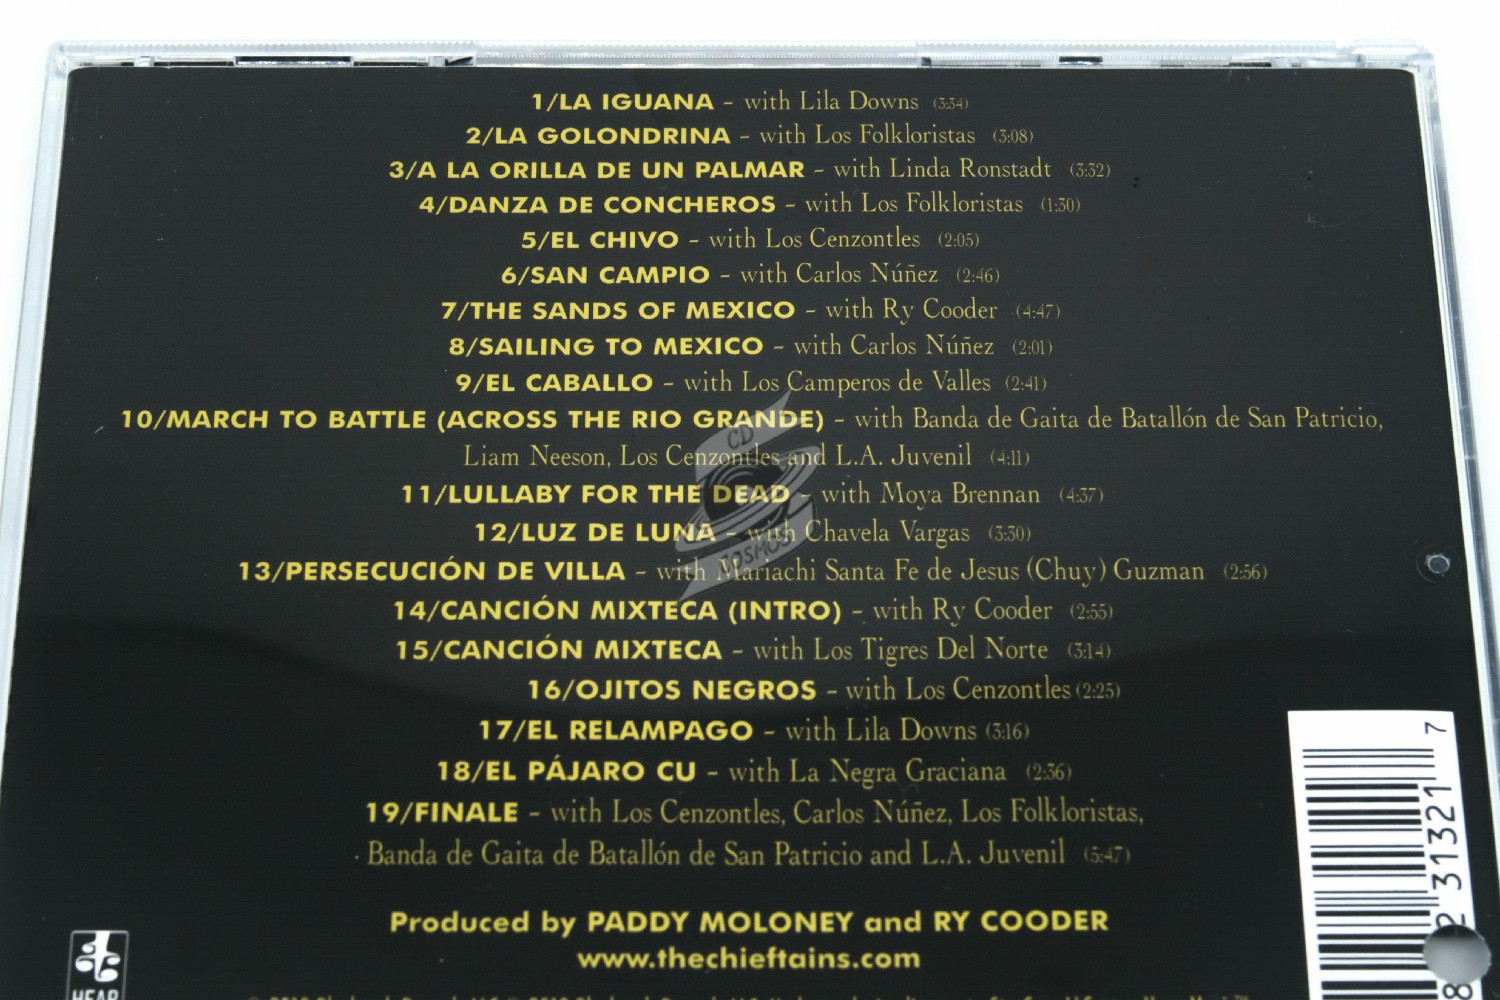 1/LA IGUANA – with Lila Downs (3:34)
2/LA GOLONDRINA – with Los Folkloristas (3:08)
3/A LA ORILLA DE UN PALMAR – with Linda Ronstadt (3:32)
4/DANZA DE CONCHEROS – with Los Folkloristas (1:30)
5/EL CHIVO – with Los Cenzontles (2:05)
6/SAN CAMPIO – with Carlos Núñez (2:46)
7/THE SANDS OF MEXICO – with Ry Cooder (4:47)
8/SAILING TO MEXICO – with Carlos Núñez (2:01)
9/EL CABALLO – with Los Camperos de Valles (2:41)
10/MARCH TO BATTLE (ACROSS THE RIO GRANDE) – with Banda de Gaita de Batallón de San Patricio,
Liam Neeson, Los Cenzontles and L.A. Juvenil (4:11)
11/LULLABY FOR THE DEAD – with Moya Brennan (4:37)
12/LUZ DE LUNA – with Chavela Vargas (3:30)
13/PERSECUCIÓN DE VILLA – with Mariachi Santa Fe de Jesus (Chuy) Guzman (2:56)
14/CANCIÓN MIXTECA (INTRO) – with Ry Cooder (2:55)
15/CANCIÓN MIXTECA – with Los Tigres Del Norte (3:14)
16/OJITOS NEGROS – with Los Cenzontles (2:25)
17/EL RELAMPAGO – with Lila Downs (3:16)
18/EL PÁJARO CU – with La Negra Graciana (2:36)
19/FINALE – with Los Cenzontles, Carlos Núñez, Los Folkloristas,
Banda de Gaita de Batallón de San Patricio and L.A. Juvenil (5:47)
Produced by PADDY MOLONEY and RY COODER
www.thechieftains.com
HEAR
CD
KOSMOS
8 2 31321 7